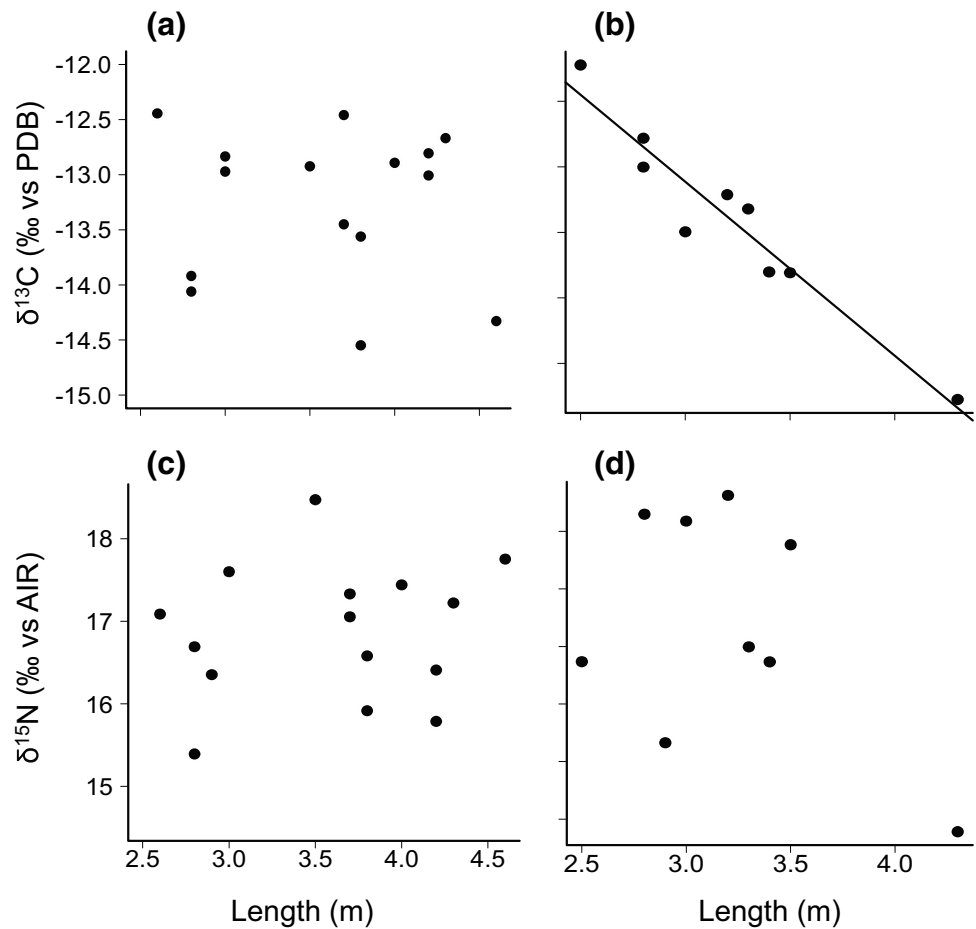 (a)
(b)
-12.0
-12.5
-13.0
-13.5
-14.0
-14.5
-15.0
δ¹³C (‰ vs PDB)
(c)
(d)
18
17
16
15
δ¹⁵N (‰ vs AIR)
2.5 3.0 3.5 4.0 4.5
2.5 3.0 3.5 4.0
Length (m)
Length (m)